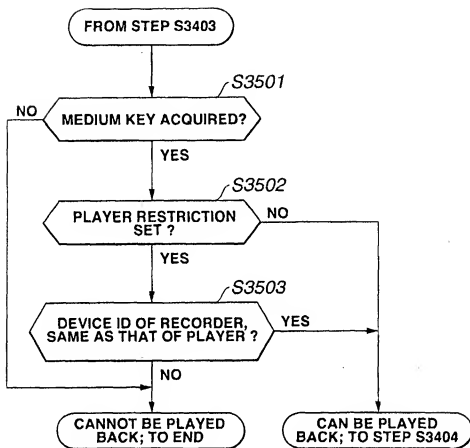 FROM STEP S3403
S3501
NO
MEDIUM KEY ACQUIRED?
YES
S3502
PLAYER RESTRICTION
SET ?
NO
YES
S3503
DEVICE ID OF RECORDER,
SAME AS THAT OF PLAYER ?
YES
NO
CANNOT BE PLAYED
BACK; TO END
CAN BE PLAYED
BACK; TO STEP S3404